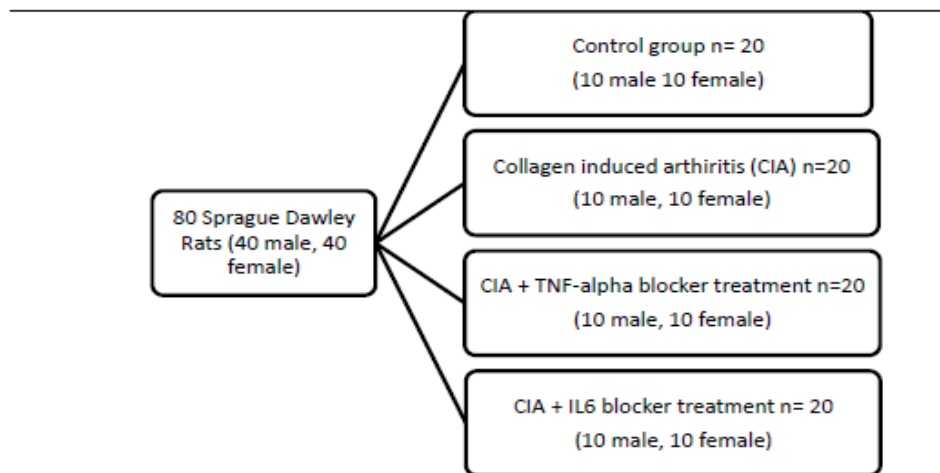 Control group n= 20
(10 male 10 female)
Collagen induced arthiritis (CIA) n=20
(10 male, 10 female)
80 Sprague Dawley
Rats (40 male, 40
female)
CIA + TNF-alpha blocker treatment n=20
(10 male, 10 female)
CIA + IL6 blocker treatment n= 20
(10 male, 10 female)